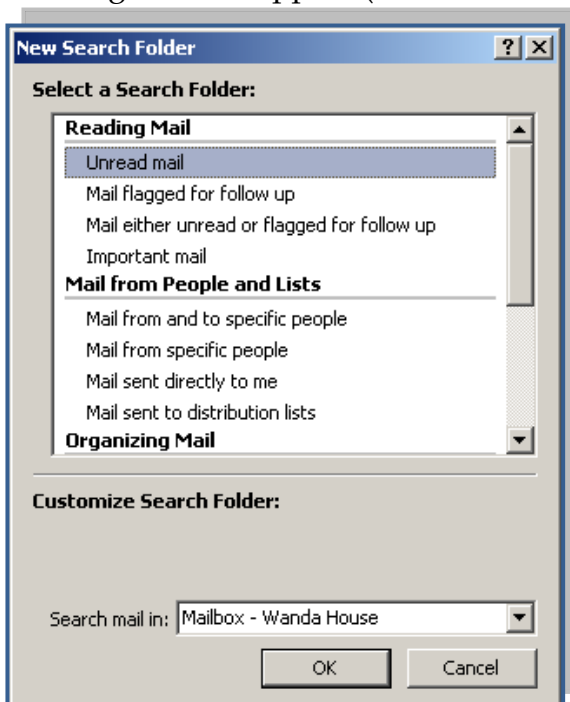 New Search Folder
Select a Search Folder:
Reading Mail
Unread mail
Mail flagged for follow up
Mail either unread or flagged for follow up
Important mail
Mail from People and Lists
Mail from and to specific people
Mail from specific people
Mail sent directly to me
Mail sent to distribution lists
Organizing Mail
Customize Search Folder:
Search mail in: Mailbox - Wanda House
OK Cancel